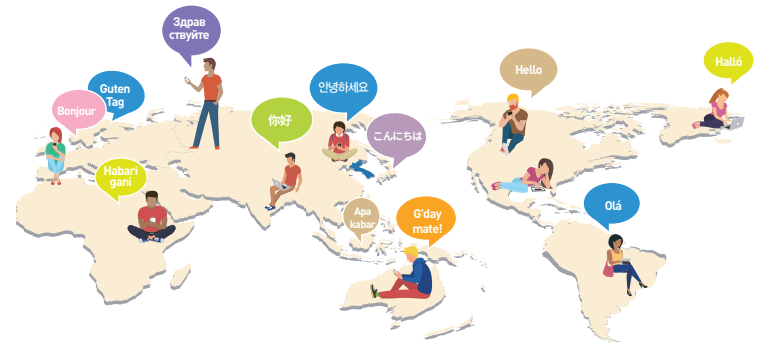 Здрав
ствуйте
Guten
Tag
Bonjour
Habari
gani
你好
안녕하세요
こんにちは
Apa
kabar
G'day
mate!
Hello
Halló
Olá